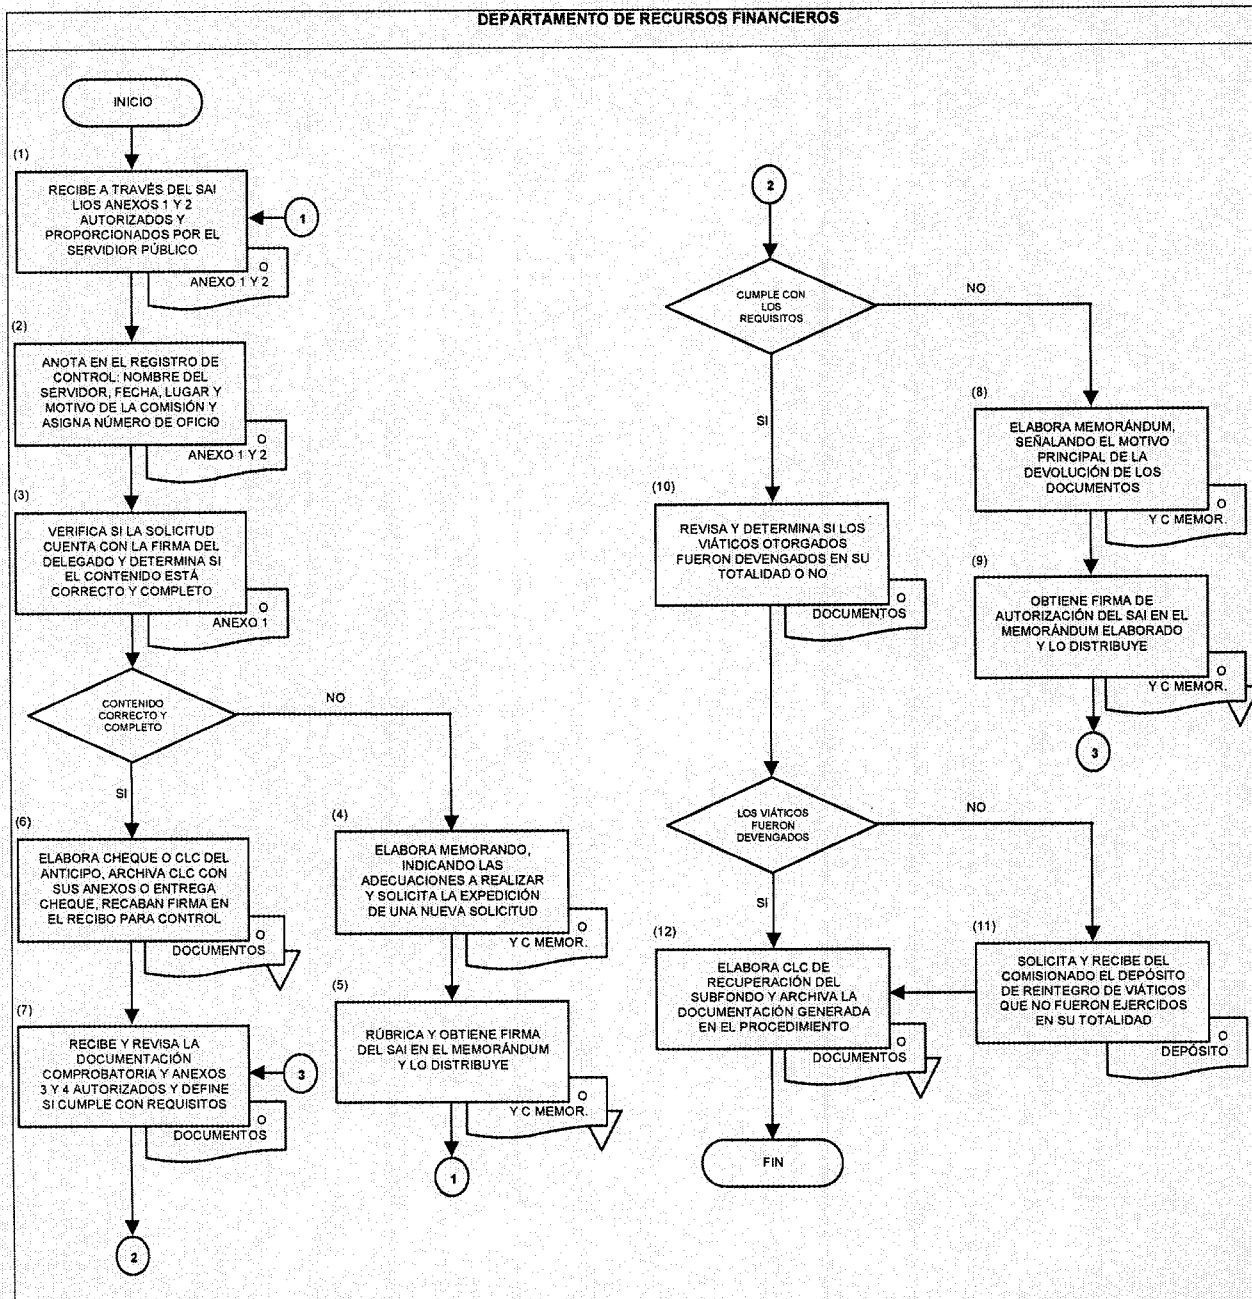 DEPARTAMENTO DE RECURSOS FINANCIEROS
INICIO
(1)
RECIBE A TRAVÉS DEL SAI
LIOS ANEXOS 1 Y 2
AUTORIZADOS Y
PROPORCIONADOS POR EL
SERVIDIOR PÚBLICO
1
O
ANEXO 1 Y 2
(2)
ANOTA EN EL REGISTRO DE
CONTROL: NOMBRE DEL
SERVIDOR, FECHA, LUGAR Y
MOTIVO DE LA COMISIÓN Y
ASIGNA NÚMERO DE OFICIO
O
ANEXO 1 Y 2
(3)
VERIFICA SI LA SOLICITUD
CUENTA CON LA FIRMA DEL
DELEGADO Y DETERMINA SI
EL CONTENIDO ESTÁ
CORRECTO Y COMPLETO
O
ANEXO 1
CONTENIDO
CORRECTO Y
COMPLETO
NO
SI
(6)
ELABORA CHEQUE O CLC DEL
ANTICIPO, ARCHIVA CLC CON
SUS ANEXOS O ENTREGA
CHEQUE, RECABAN FIRMA EN
EL RECIBO PARA CONTROL
O
DOCUMENTOS
(7)
RECIBE Y REVISA LA
DOCUMENTACIÓN
COMPROBATORIA Y ANEXOS
3 Y 4 AUTORIZADOS Y DEFINE
SI CUMPLE CON REQUISITOS
3
O
DOCUMENTOS
2
(4)
ELABORA MEMORANDO,
INDICANDO LAS
ADECUACIONES A REALIZAR
Y SOLICITA LA EXPEDICIÓN
DE UNA NUEVA SOLICITUD
O
Y C MEMOR.
(5)
RÚBRICA Y OBTIENE FIRMA
DEL SAI EN EL MEMORÁNDUM
Y LO DISTRIBUYE
O
Y C MEMOR.
1
2
CUMPLE CON
LOS
REQUISITOS
NO
SI
(8)
ELABORA MEMORÁNDUM,
SEÑALANDO EL MOTIVO
PRINCIPAL DE LA
DEVOLUCIÓN DE LOS
DOCUMENTOS
O
Y C MEMOR.
(9)
OBTIENE FIRMA DE
AUTORIZACIÓN DEL SAI EN EL
MEMORÁNDUM ELABORADO
Y LO DISTRIBUYE
O
Y C MEMOR.
3
(10)
REVISA Y DETERMINA SI LOS
VIÁTICOS OTORGADOS
FUERON DEVENGADOS EN SU
TOTALIDAD O NO
O
DOCUMENTOS
LOS VIÁTICOS
FUERON
DEVENGADOS
NO
SI
(11)
SOLICITA Y RECIBE DEL
COMISIONADO EL DEPÓSITO
DE REINTEGRO DE VIÁTICOS
QUE NO FUERON EJERCIDOS
EN SU TOTALIDAD
O
DEPÓSITO
(12)
ELABORA CLC DE
RECUPERACIÓN DEL
SUBFONDO Y ARCHIVA LA
DOCUMENTACIÓN GENERADA
EN EL PROCEDIMIENTO
O
DOCUMENTOS
FIN